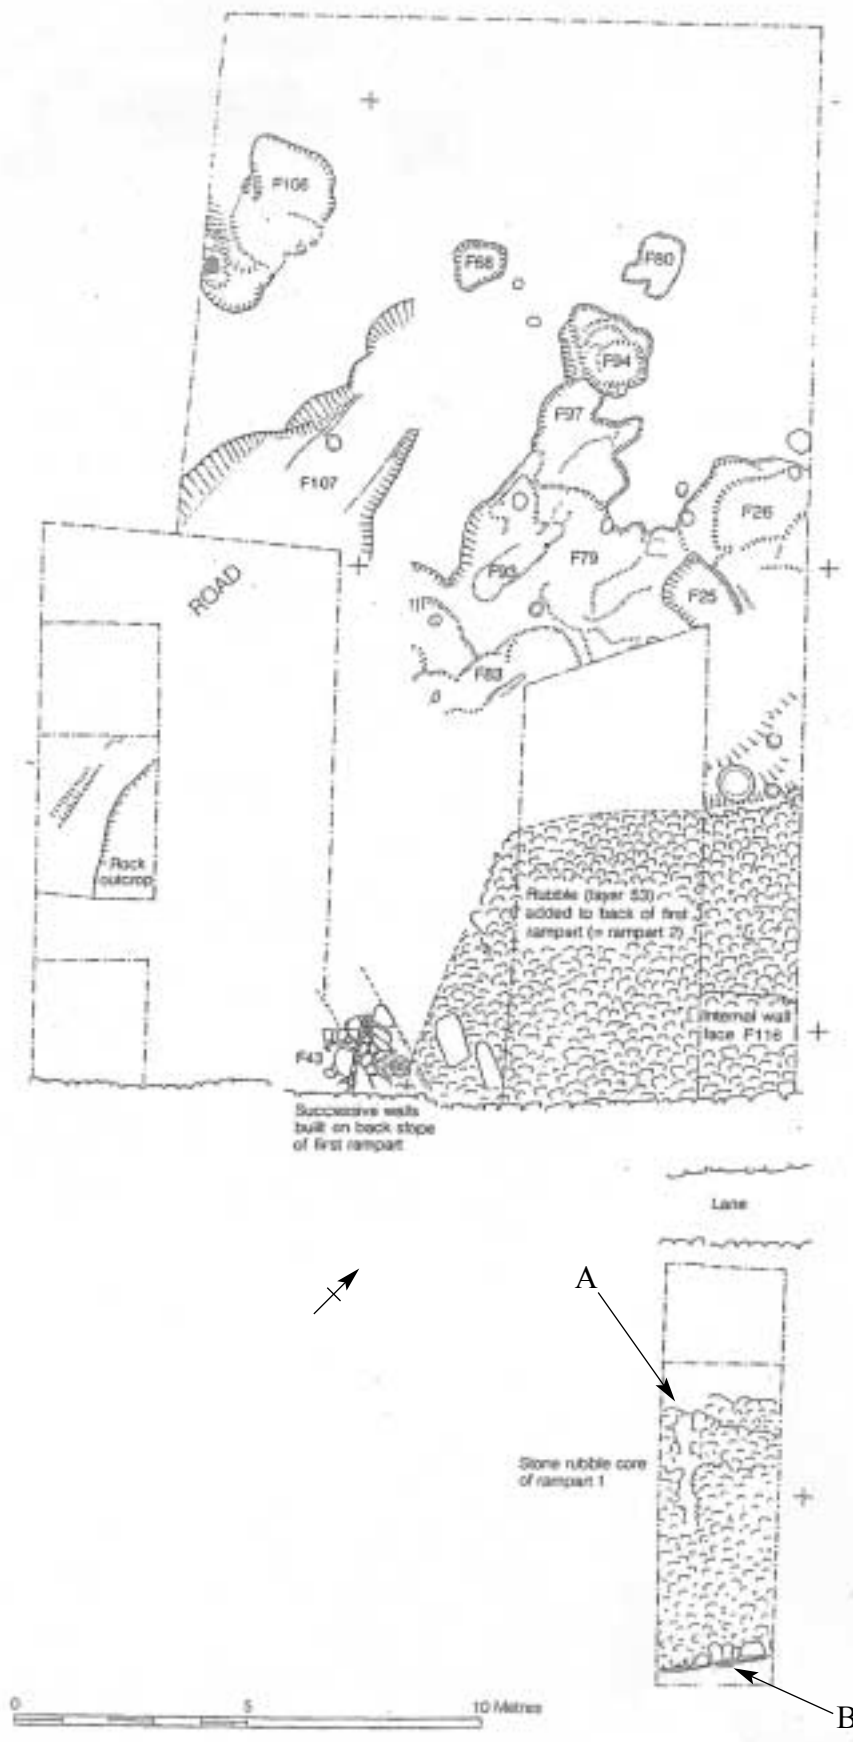 F106
F68
F80
F94
F97
F107
F26
F93
F79
F25
ROAD
F83
Rock
outcrop
Rubble (layer 53)
added to back of first
rampart (= rampart 2)
Internal wall
face F116
F43
Successive walls
built on back slope
of first rampart
Lane
A
Stone rubble core
of rampart 1
B
0 5 10 Metres